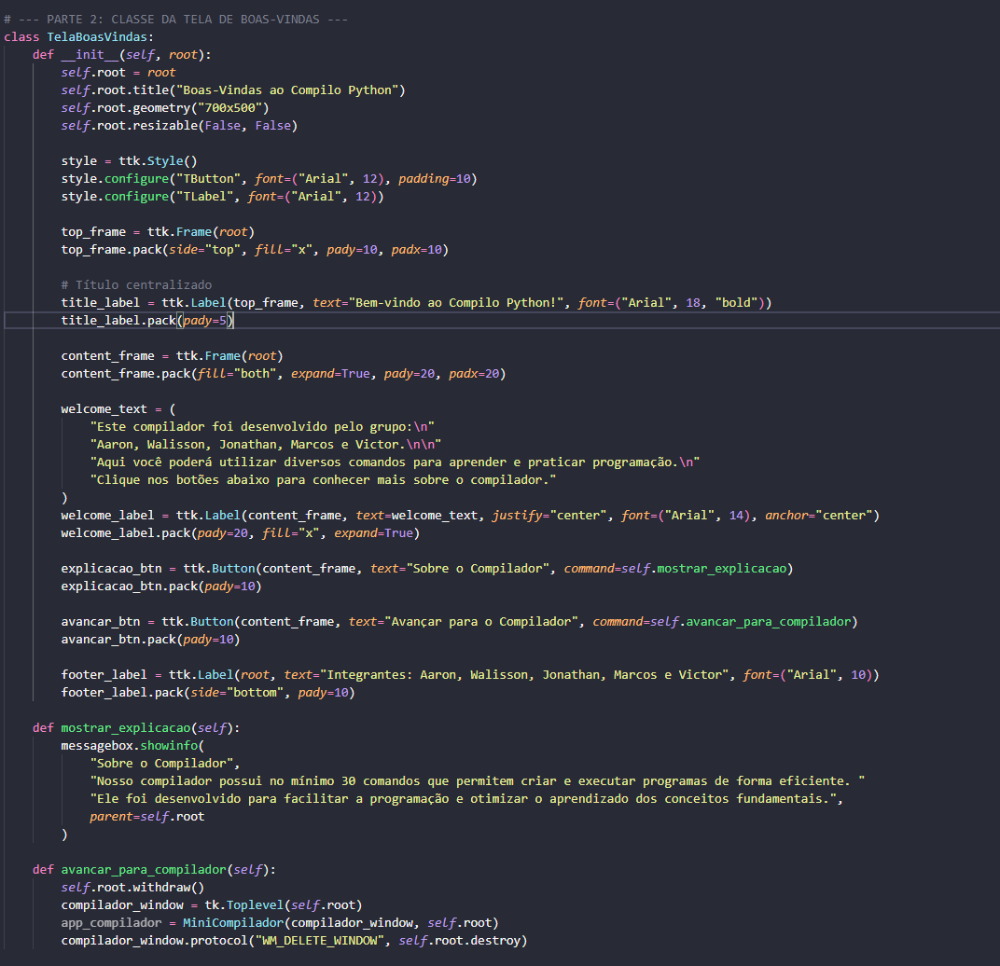 # --- PARTE 2: CLASSE DA TELA DE BOAS-VINDAS ---
class TelaBoasVindas:
    def __init__(self, root):
        self.root = root
        self.root.title("Boas-Vindas ao Compilo Python")
        self.root.geometry("700x500")
        self.root.resizable(False, False)

        style = ttk.Style()
        style.configure("TButton", font=("Arial", 12), padding=10)
        style.configure("TLabel", font=("Arial", 12))

        top_frame = ttk.Frame(root)
        top_frame.pack(side="top", fill="x", pady=10, padx=10)

        # Título centralizado
        title_label = ttk.Label(top_frame, text="Bem-vindo ao Compilo Python!", font=("Arial", 18, "bold"))
        title_label.pack(pady=5)

        content_frame = ttk.Frame(root)
        content_frame.pack(fill="both", expand=True, pady=20, padx=20)

        welcome_text = (
            "Este compilador foi desenvolvido pelo grupo:\n"
            "Aaron, Walisson, Jonathan, Marcos e Victor.\n\n"
            "Aqui você poderá utilizar diversos comandos para aprender e praticar programação.\n"
            "Clique nos botões abaixo para conhecer mais sobre o compilador."
        )
        welcome_label = ttk.Label(content_frame, text=welcome_text, justify="center", font=("Arial", 14), anchor="center")
        welcome_label.pack(pady=20, fill="x", expand=True)

        explicacao_btn = ttk.Button(content_frame, text="Sobre o Compilador", command=self.mostrar_explicacao)
        explicacao_btn.pack(pady=10)

        avancar_btn = ttk.Button(content_frame, text="Avançar para o Compilador", command=self.avancar_para_compilador)
        avancar_btn.pack(pady=10)

        footer_label = ttk.Label(root, text="Integrantes: Aaron, Walisson, Jonathan, Marcos e Victor", font=("Arial", 10))
        footer_label.pack(side="bottom", pady=10)

    def mostrar_explicacao(self):
        messagebox.showinfo(
            "Sobre o Compilador",
            "Nosso compilador possui no mínimo 30 comandos que permitem criar e executar programas de forma eficiente. "
            "Ele foi desenvolvido para facilitar a programação e otimizar o aprendizado dos conceitos fundamentais.",
            parent=self.root
        )

    def avancar_para_compilador(self):
        self.root.withdraw()
        compilador_window = tk.Toplevel(self.root)
        app_compilador = MiniCompilador(compilador_window, self.root)
        compilador_window.protocol("WM_DELETE_WINDOW", self.root.destroy)